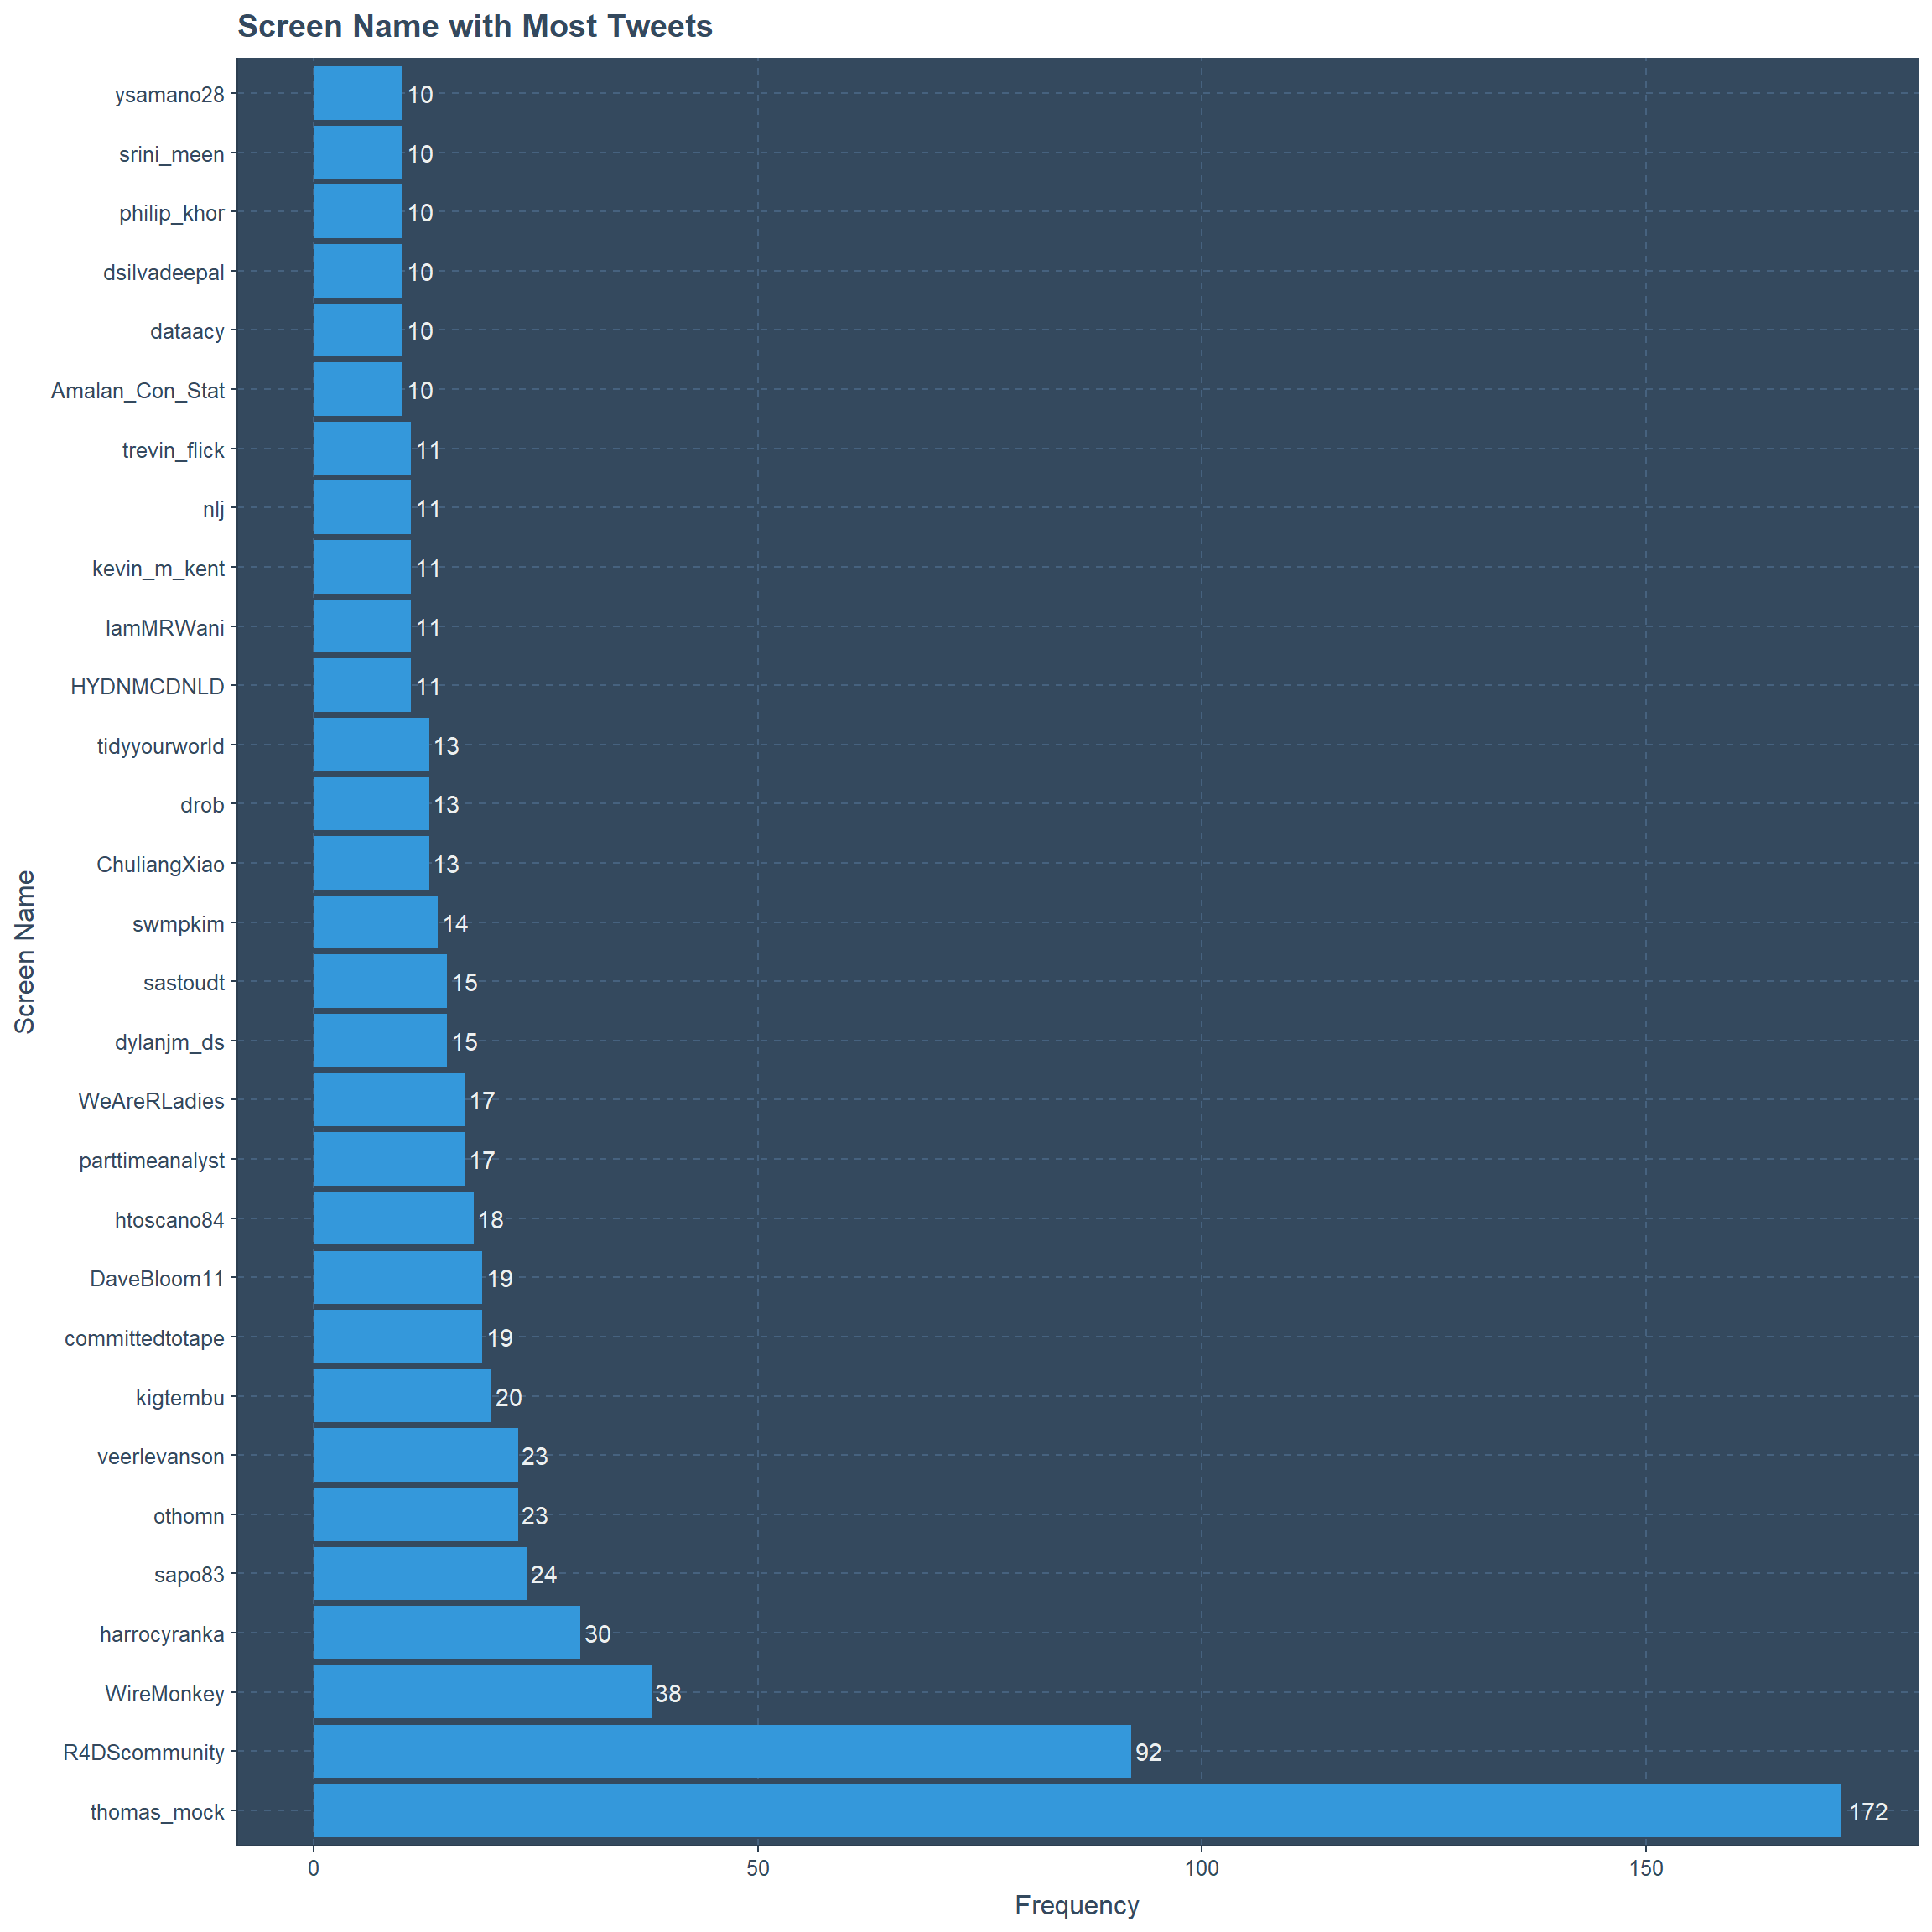 Screen Name with Most Tweets
ysamano28 10
srini_meen 10
philip_khor 10
dsilvadeepal 10
dataacy 10
Amalan_Con_Stat 10
trevin_flick 11
nlj 11
kevin_m_kent 11
IamMRWani 11
HYDNMCDNLD 11
tidyyourworld 13
drob 13
ChuliangXiao 13
swmpkim 14
sastoudt 15
dylanjm_ds 15
WeAreRLadies 17
parttimeanalyst 17
htoscano84 18
DaveBloom11 19
committedtotape 19
kigtembu 20
veerlevanson 23
othomn 23
sapo83 24
harrocyranka 30
WireMonkey 38
R4DScommunity 92
thomas_mock 172
0 50 100 150
Frequency
Screen Name